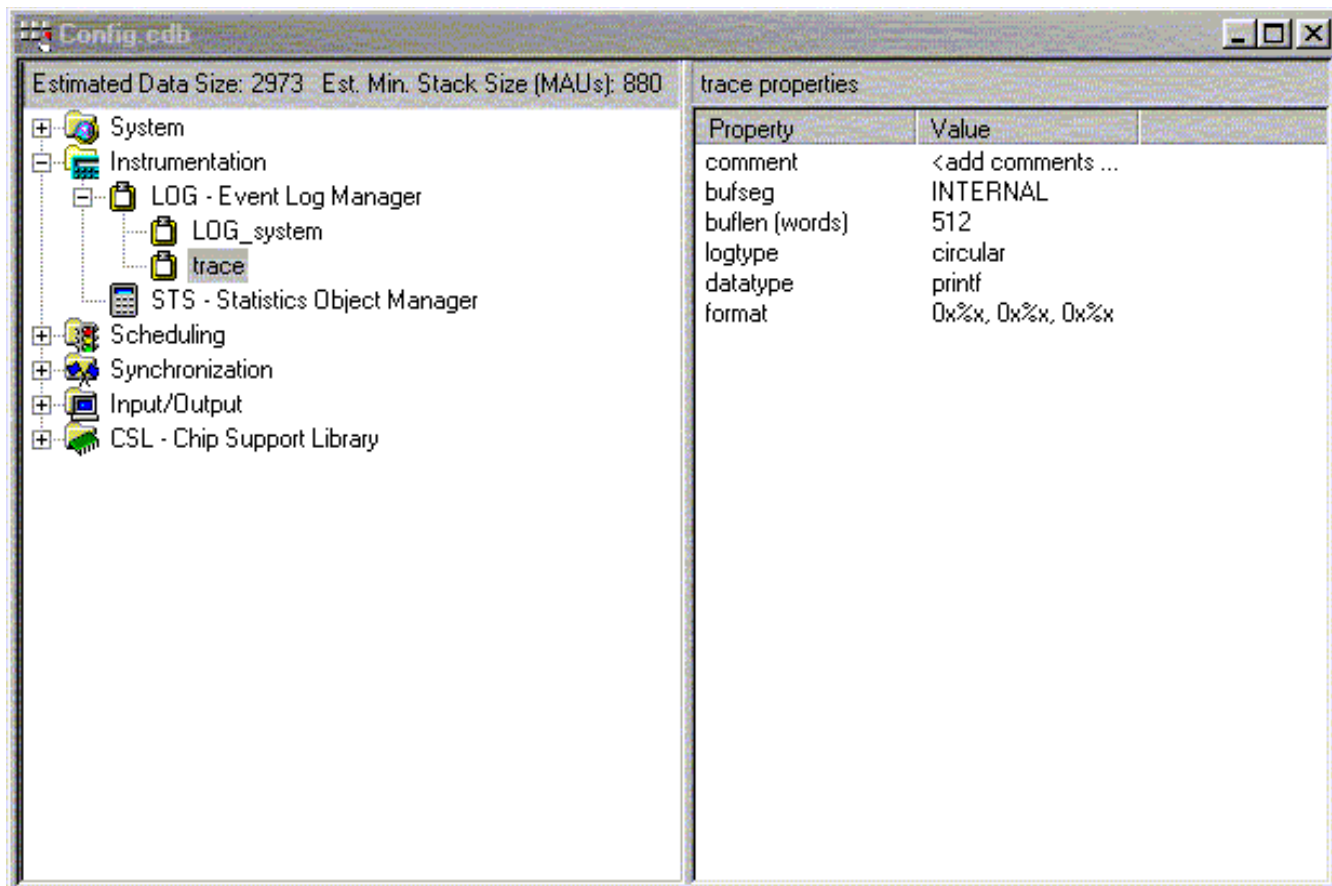 Config.cdb
Estimated Data Size: 2973 Est. Min. Stack Size (MAUs): 880
System
Instrumentation
LOG - Event Log Manager
LOG_system
trace
STS - Statistics Object Manager
Scheduling
Synchronization
Input/Output
CSL - Chip Support Library
trace properties
Property Value
comment <add comments ...
bufseg INTERNAL
buflen (words) 512
logtype circular
datatype printf
format 0x%x, 0x%x, 0x%x